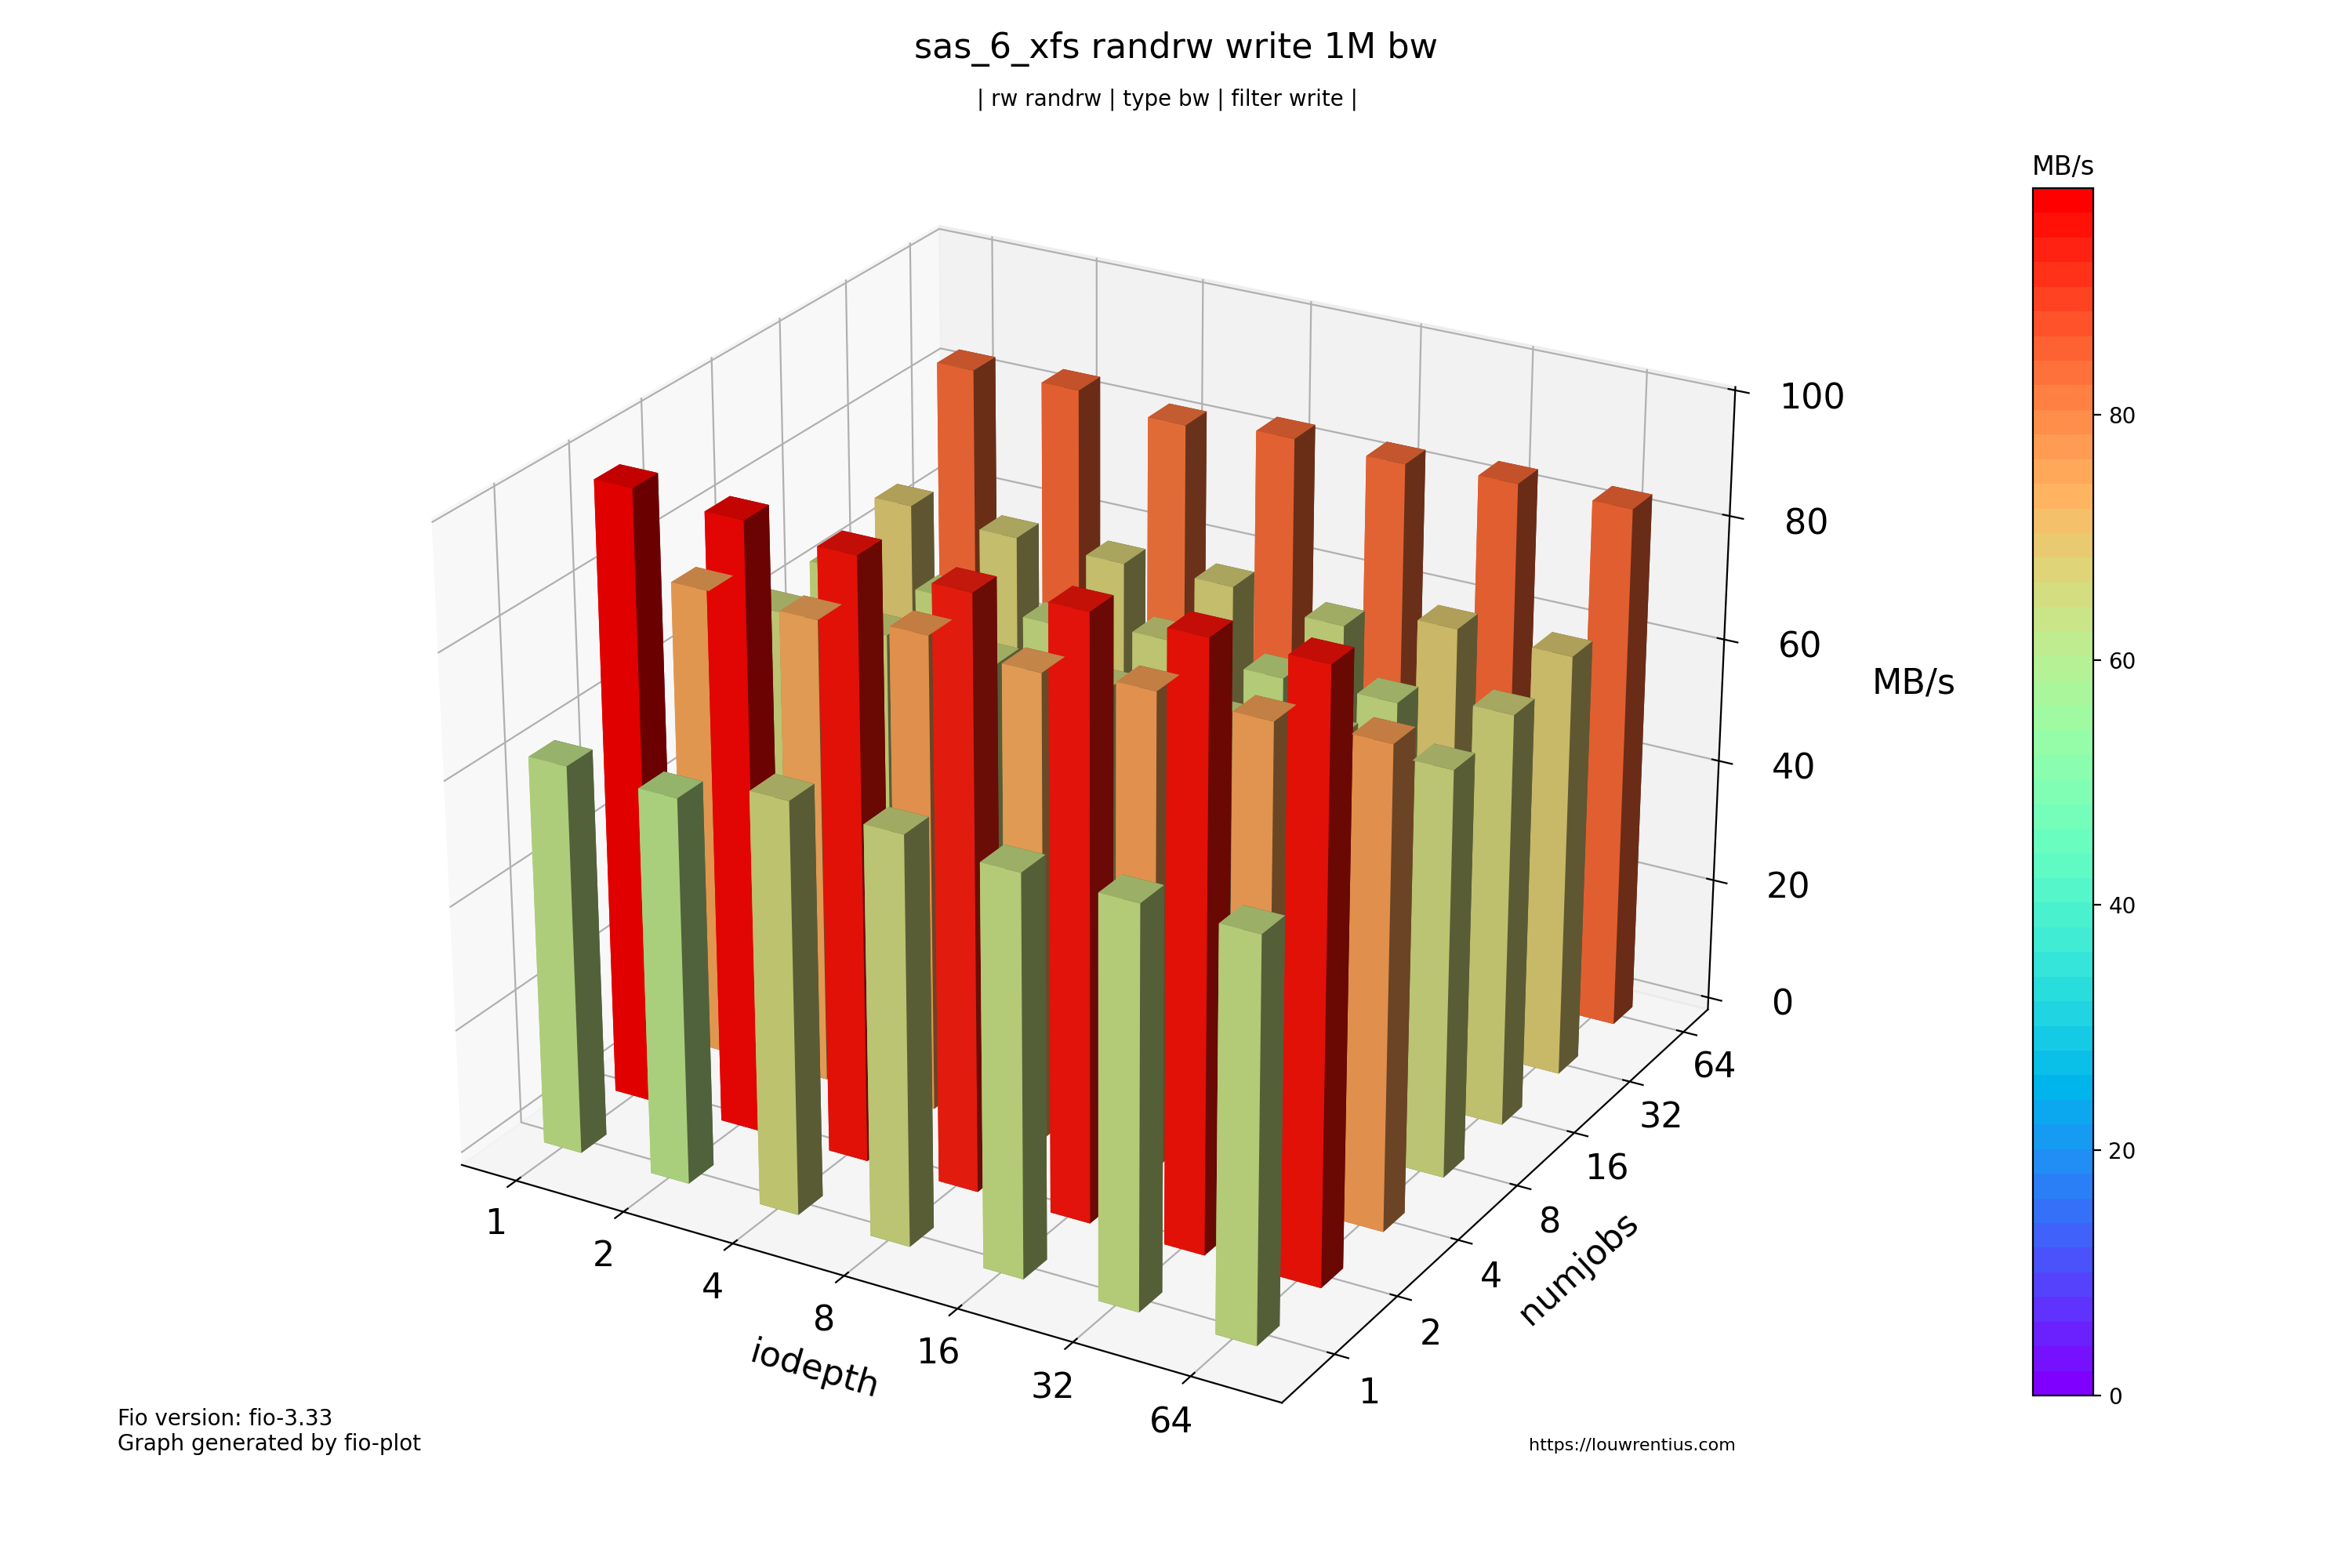 sas_6_xfs randrw write 1M bw
| rw randrw | type bw | filter write |
MB/s
80
60
40
20
0
100
80
60
40
20
0
MB/s
64
32
16
8
4
2
1
numjobs
1
2
4
8
16
32
64
iodepth
Fio version: fio-3.33
Graph generated by fio-plot
https://louwrentius.com